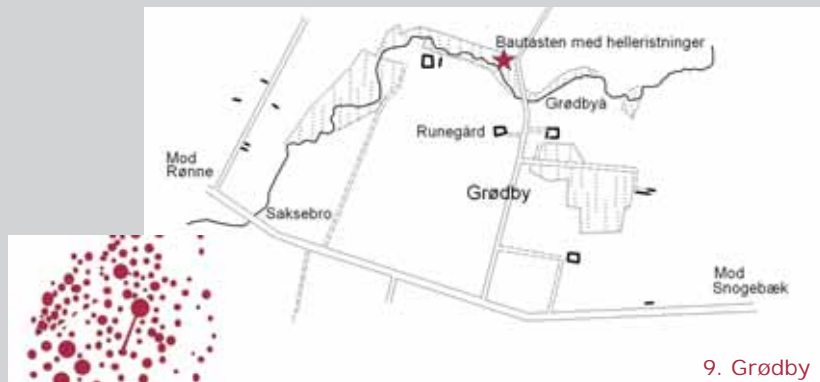 Bautasten med helleristninger
Grødbyå
Runegård
Mod
Rønne
Grødby
Saksebro
Mod
Snogebæk
9. Grødby